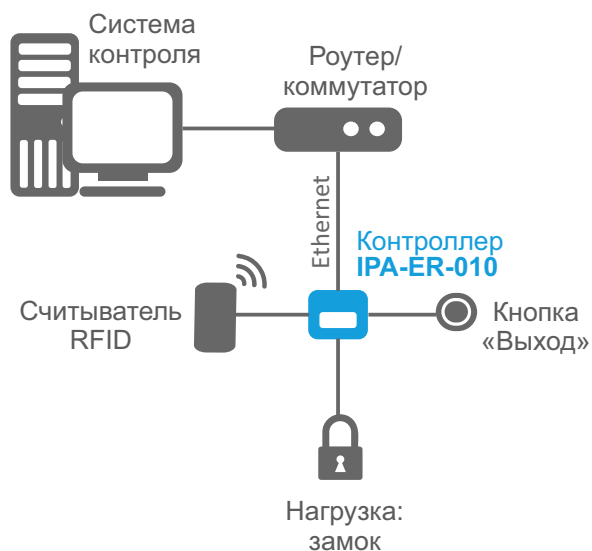 Система
контроля
Роутер/
коммутатор
Ethernet
Контроллер
IPA-ER-010
Считыватель
RFID
Кнопка
«Выход»
Нагрузка:
замок